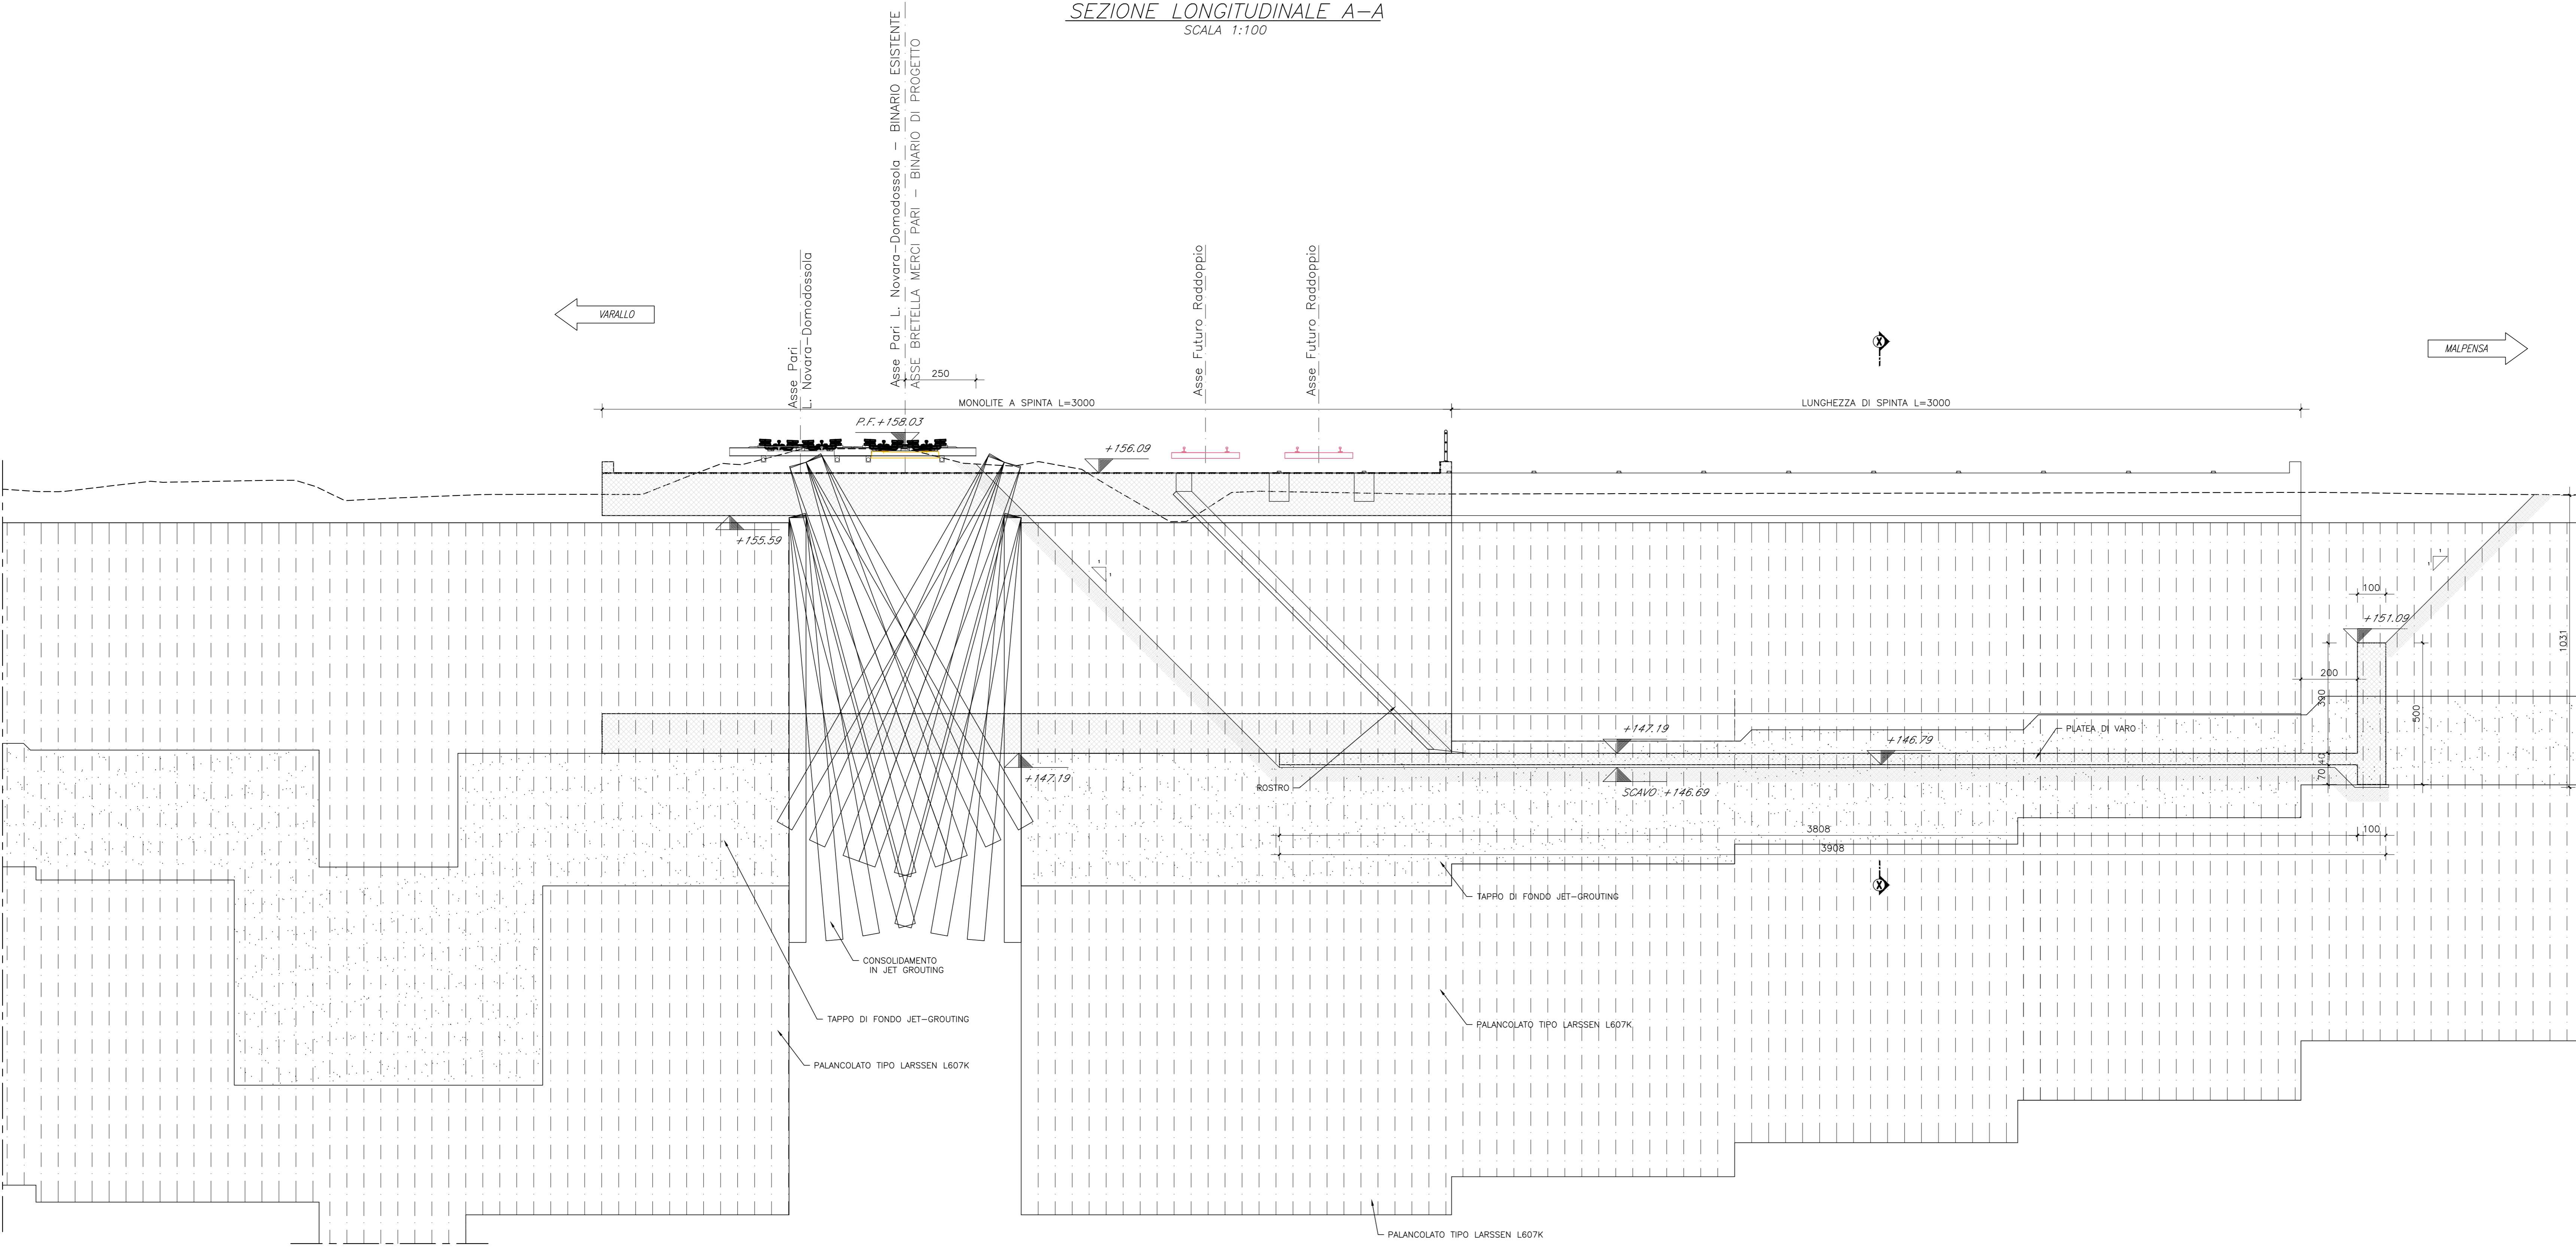 SEZIONE LONGITUDINALE A-A
SCALA 1:100
Asse Pari
L. Novara-Domodossola
Asse Pari L. Novara-Domodossola - BINARIO ESISTENTE
ASSE BRETELLA MERCI PARI - BINARIO DI PROGETTO
Asse Futuro Raddoppio
Asse Futuro Raddoppio
VARALLO
MALPENSA
X
250
MONOLITE A SPINTA L=3000
LUNGHEZZA DI SPINTA L=3000
P.F.+158.03
+156.09
+155.59
1
1
1
1
100
+151.09
200
390
500
1031
70
40
+147.19
+147.19
+146.79
PLATEA DI VARO
ROSTRO
SCAVO +146.69
3808
100
3908
X
TAPPO DI FONDO JET-GROUTING
CONSOLIDAMENTO
IN JET GROUTING
TAPPO DI FONDO JET-GROUTING
PALANCOLATO TIPO LARSSEN L607K
PALANCOLATO TIPO LARSSEN L607K
PALANCOLATO TIPO LARSSEN L607K